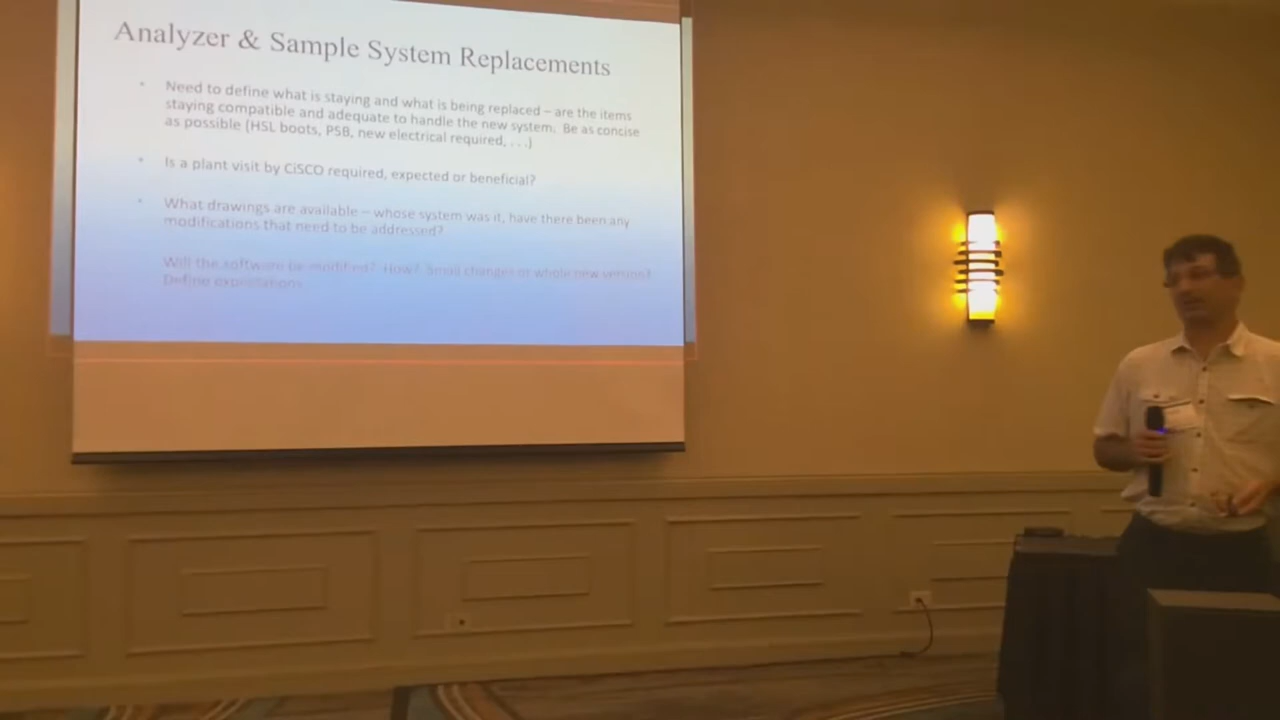 Analyzer & Sample System Replacements
Need to define what is staying and what is being replaced – are the items
staying compatible and adequate to handle the new system. Be as concise
as possible (HSL boots, PSB, new electrical required, . . .)
Is a plant visit by CiSCO required, expected or beneficial?
What drawings are available – whose system was it, have there been any
modifications that need to be addressed?
Will the software be modified? How? Small changes or whole new version?
Define expectations